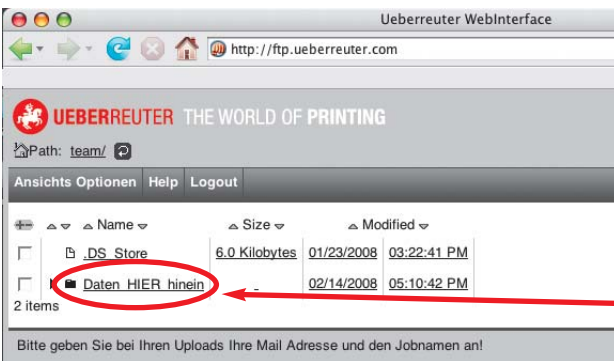 Ueberreuter WebInterface
http://ftp.ueberreuter.com
UEBERREUTER THE WORLD OF PRINTING
Path: team/
Ansichts Optionen Help Logout
Name Size Modified
.DS_Store 6.0 Kilobytes 01/23/2008 03:22:41 PM
Daten_HIER_hinein - 02/14/2008 05:10:42 PM
2 items
Bitte geben Sie bei Ihren Uploads Ihre Mail Adresse und den Jobnamen an!